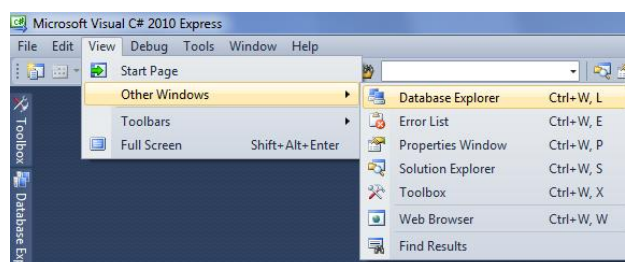 Microsoft Visual C# 2010 Express
File Edit View Debug Tools Window Help
Start Page
Other Windows
Toolbars
Full Screen Shift+Alt+Enter
Database Explorer Ctrl+W, L
Error List Ctrl+W, E
Properties Window Ctrl+W, P
Solution Explorer Ctrl+W, S
Toolbox Ctrl+W, X
Web Browser Ctrl+W, W
Find Results
Toolbox
Database Exp